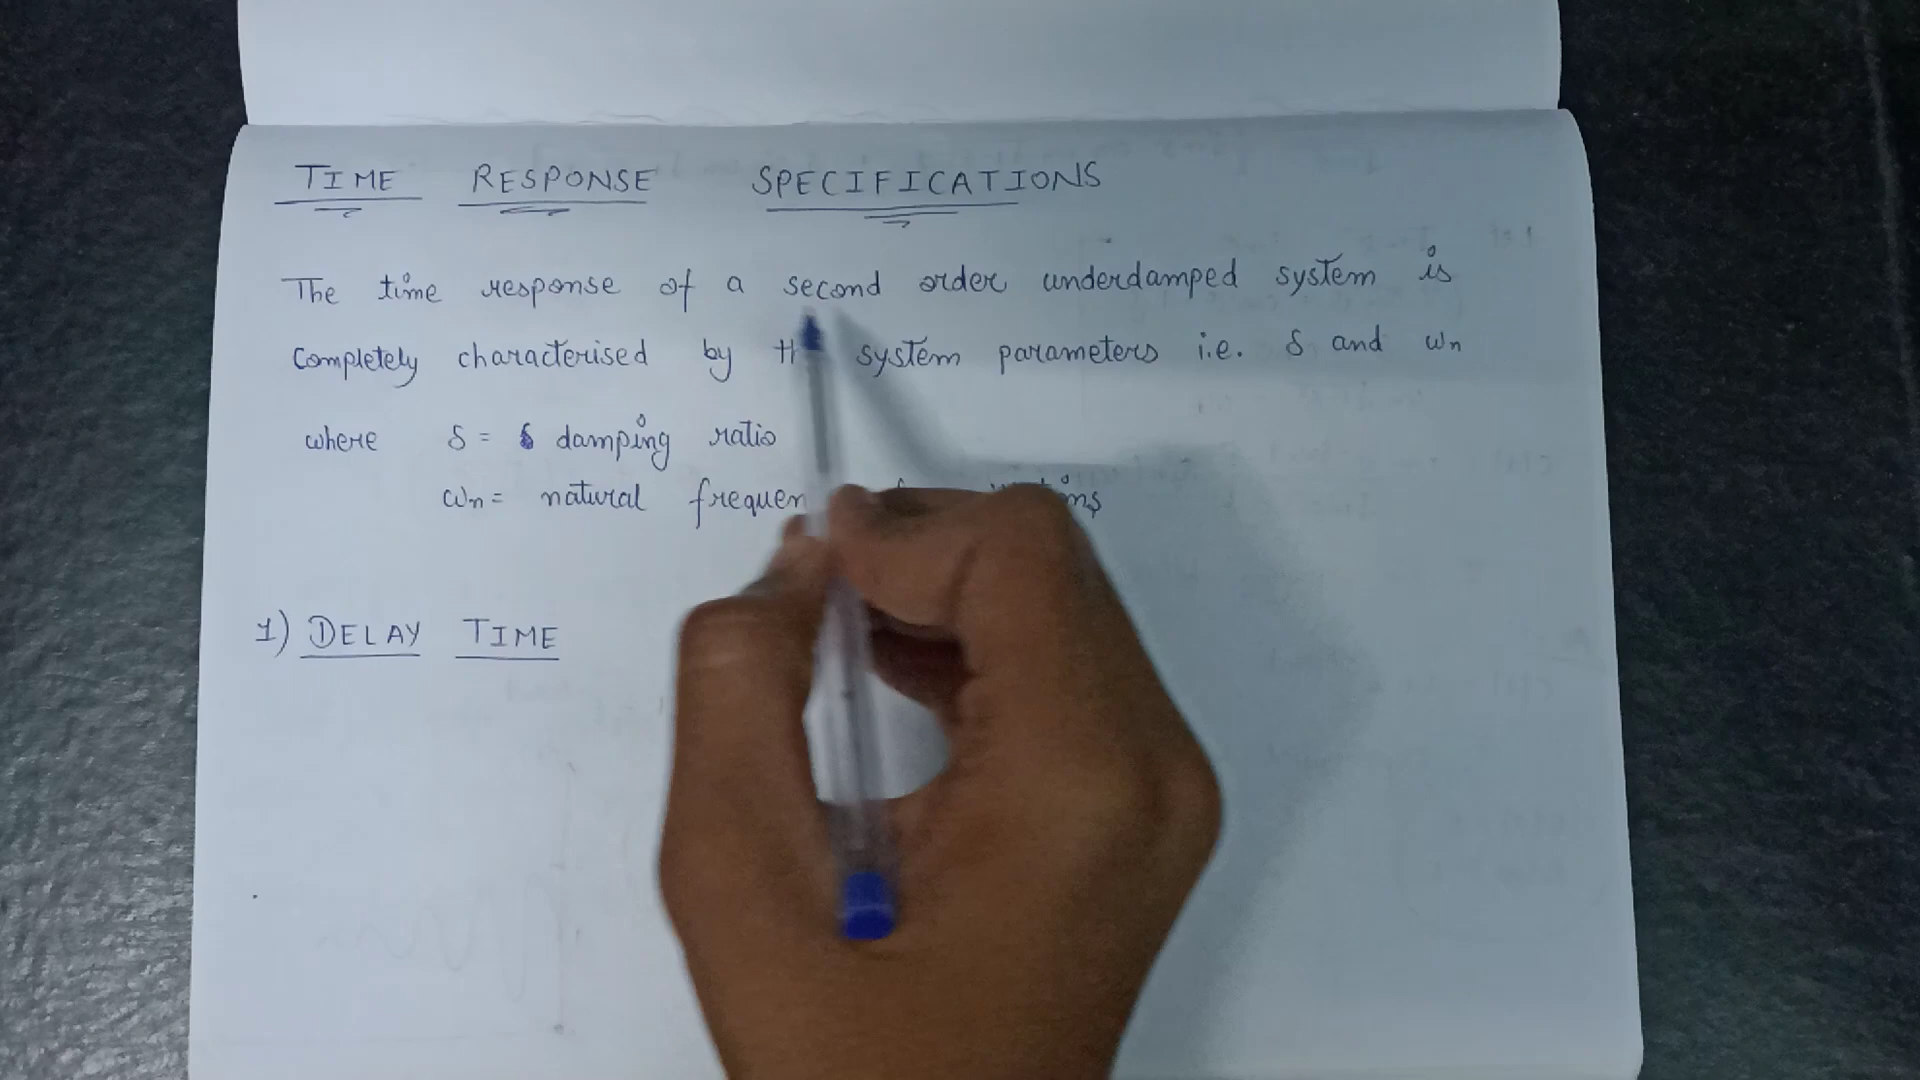 TIME RESPONSE SPECIFICATIONS
The time response of a second order underdamped system is
completely characterised by system parameters i.e. δ and ωn
where δ = damping ratio
ωn = natural
1) DELAY TIME